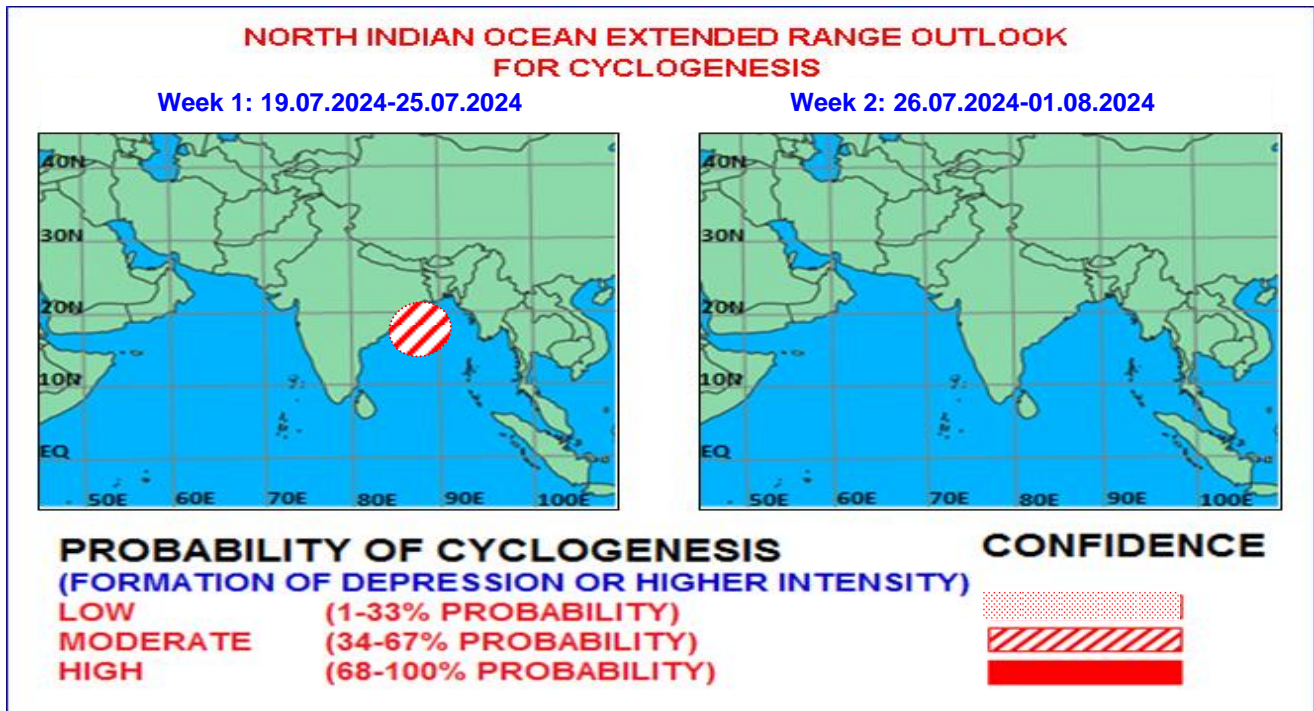 NORTH INDIAN OCEAN EXTENDED RANGE OUTLOOK
FOR CYCLOGENESIS
Week 1: 19.07.2024-25.07.2024
Week 2: 26.07.2024-01.08.2024
40N
30N
20N
10N
EQ
50E 60E 70E 80E 90E 100E
40N
30N
20N
10N
EQ
50E 60E 70E 80E 90E 100E
PROBABILITY OF CYCLOGENESIS
CONFIDENCE
(FORMATION OF DEPRESSION OR HIGHER INTENSITY)
LOW (1-33% PROBABILITY)
MODERATE (34-67% PROBABILITY)
HIGH (68-100% PROBABILITY)